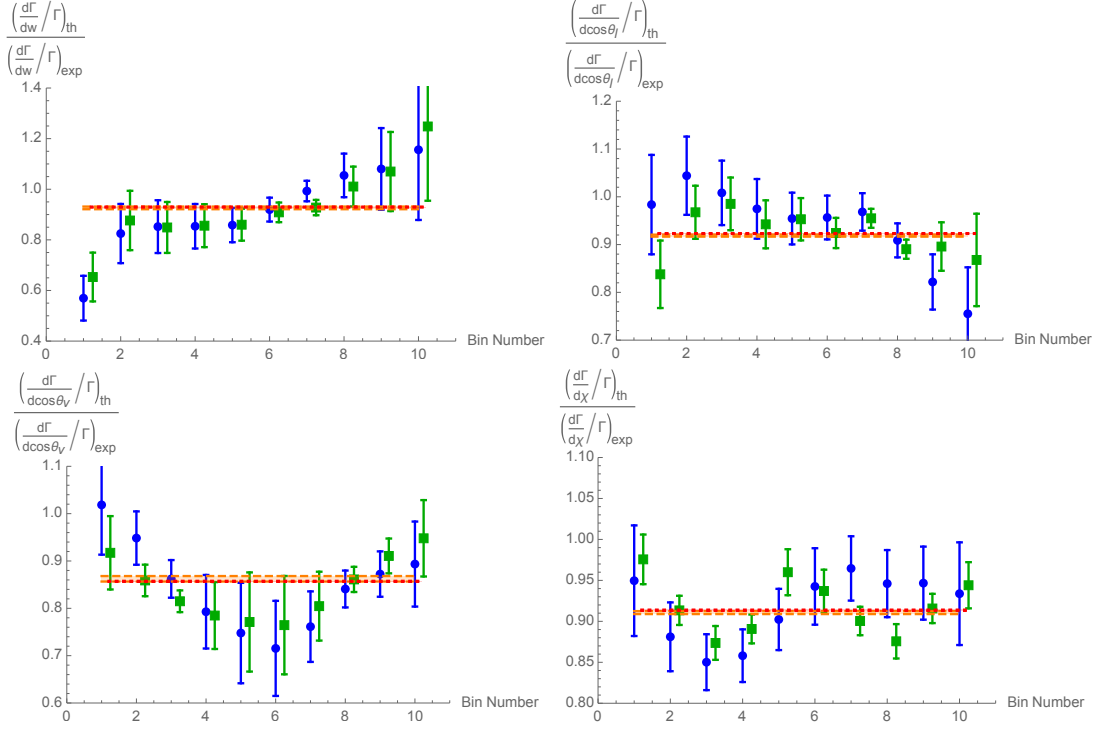 (dΓ/dw /Γ)th
(dΓ/dw /Γ)exp
1.4
1.2
1.0
0.8
0.6
0.4
0 2 4 6 8 10
Bin Number
(dΓ/dcosθl /Γ)th
(dΓ/dcosθl /Γ)exp
1.2
1.1
1.0
0.9
0.8
0.7
0 2 4 6 8 10
Bin Number
(dΓ/dcosθv /Γ)th
(dΓ/dcosθv /Γ)exp
1.1
1.0
0.9
0.8
0.7
0.6
0 2 4 6 8 10
Bin Number
(dΓ/dχ /Γ)th
(dΓ/dχ /Γ)exp
1.10
1.05
1.00
0.95
0.90
0.85
0.80
0 2 4 6 8 10
Bin Number